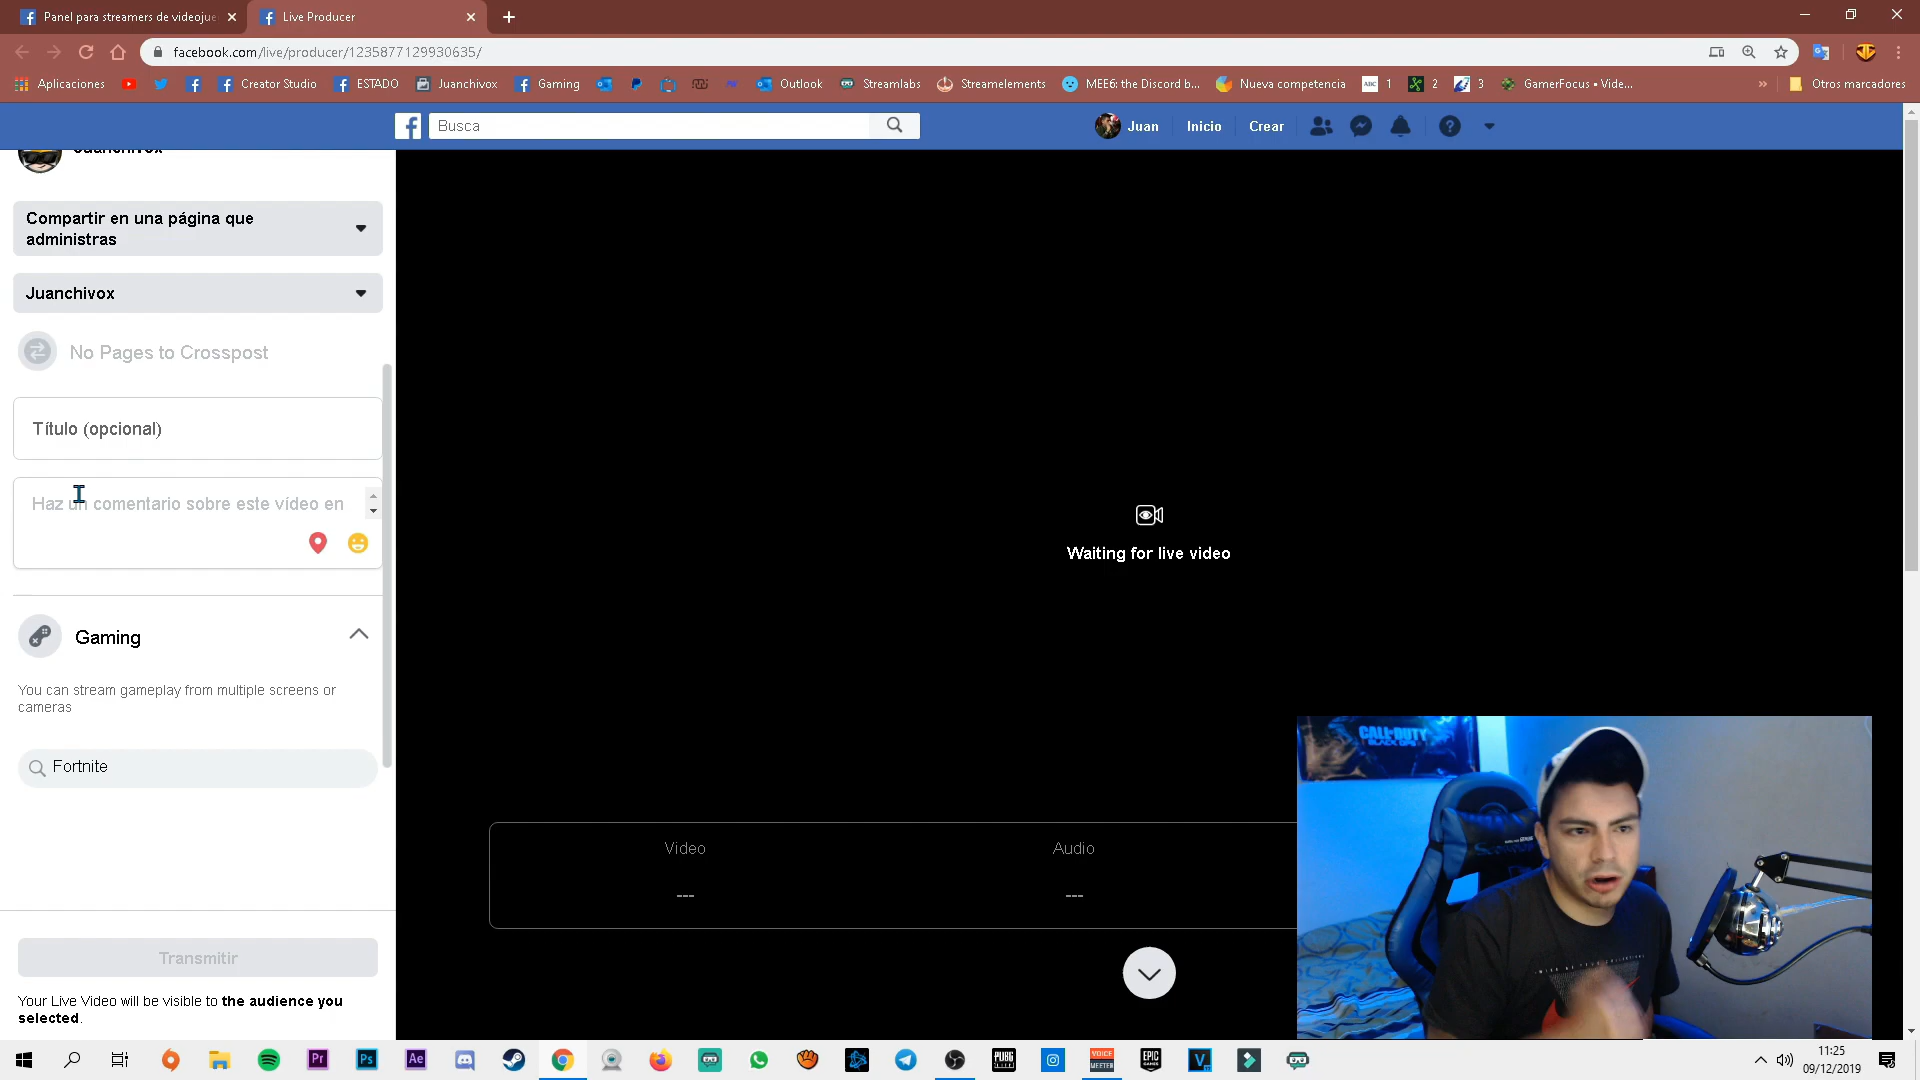 Panel para streamers de videojue
Live Producer
facebook.com/live/producer/1235877129930635/
Aplicaciones
Creator Studio
ESTADO
Juanchivox
Gaming
Outlook
Streamlabs
Streamelements
MEE6: the Discord b...
Nueva competencia
1
2
3
GamerFocus • Vide...
»
Otros marcadores
Busca
Juan
Inicio
Crear
Juanchivox
Compartir en una página que
administras
Juanchivox
No Pages to Crosspost
Título (opcional)
Haz un comentario sobre este vídeo en
Gaming
You can stream gameplay from multiple screens or
cameras
Fortnite
Transmitir
Your Live Video will be visible to the audience you
selected.
Waiting for live video
Video
---
Audio
---
CALL OF DUTY
BLACK OPS
11:25
09/12/2019